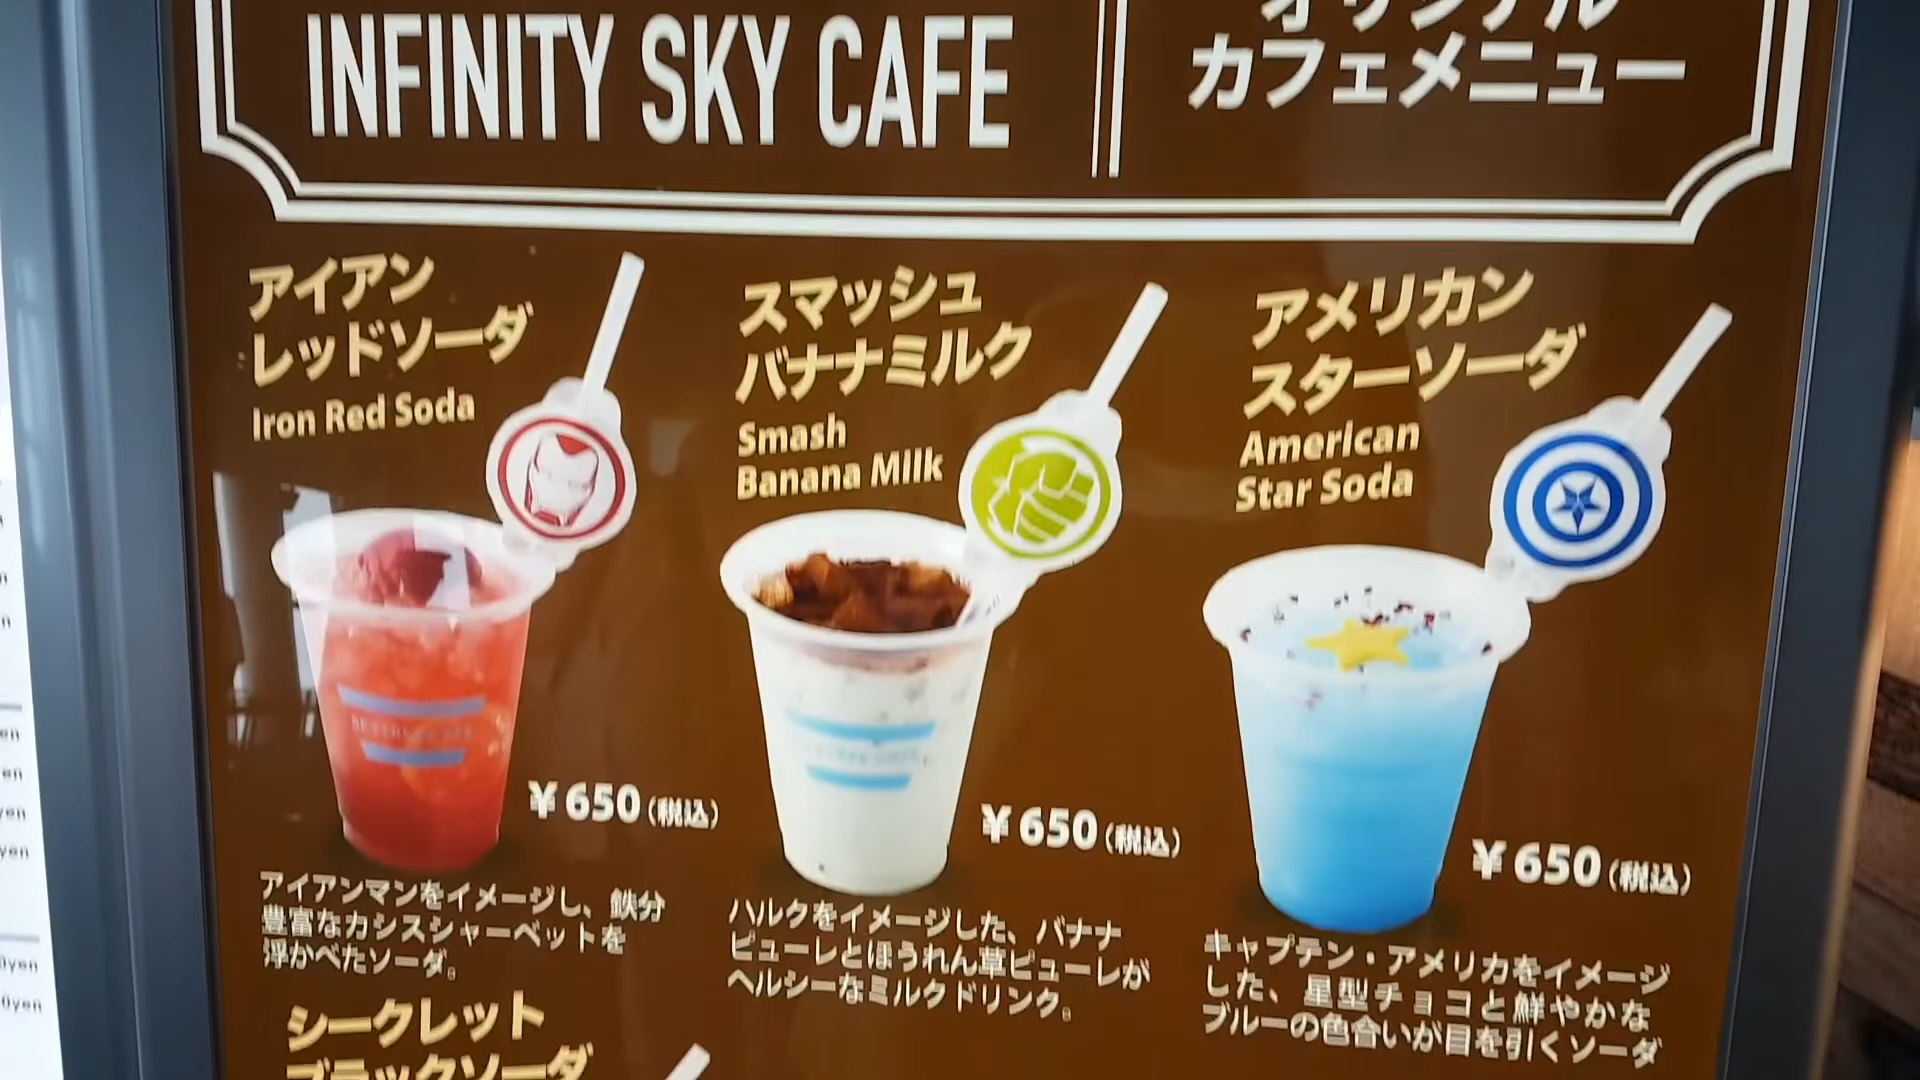 INFINITY SKY CAFE
オリジナル
カフェメニュー
アイアン
レッドソーダ
Iron Red Soda
¥650(税込)
アイアンマンをイメージし、鉄分
豊富なカシスシャーベットを
浮かべたソーダ。
スマッシュ
バナナミルク
Smash
Banana Milk
¥650(税込)
ハルクをイメージした、バナナ
ピューレとほうれん草ピューレが
ヘルシーなミルクドリンク。
アメリカン
スターソーダ
American
Star Soda
¥650(税込)
キャプテン・アメリカをイメージ
した、星型チョコと鮮やかな
ブルーの色合いが目を引くソーダ
シークレット
ブラックソーダ